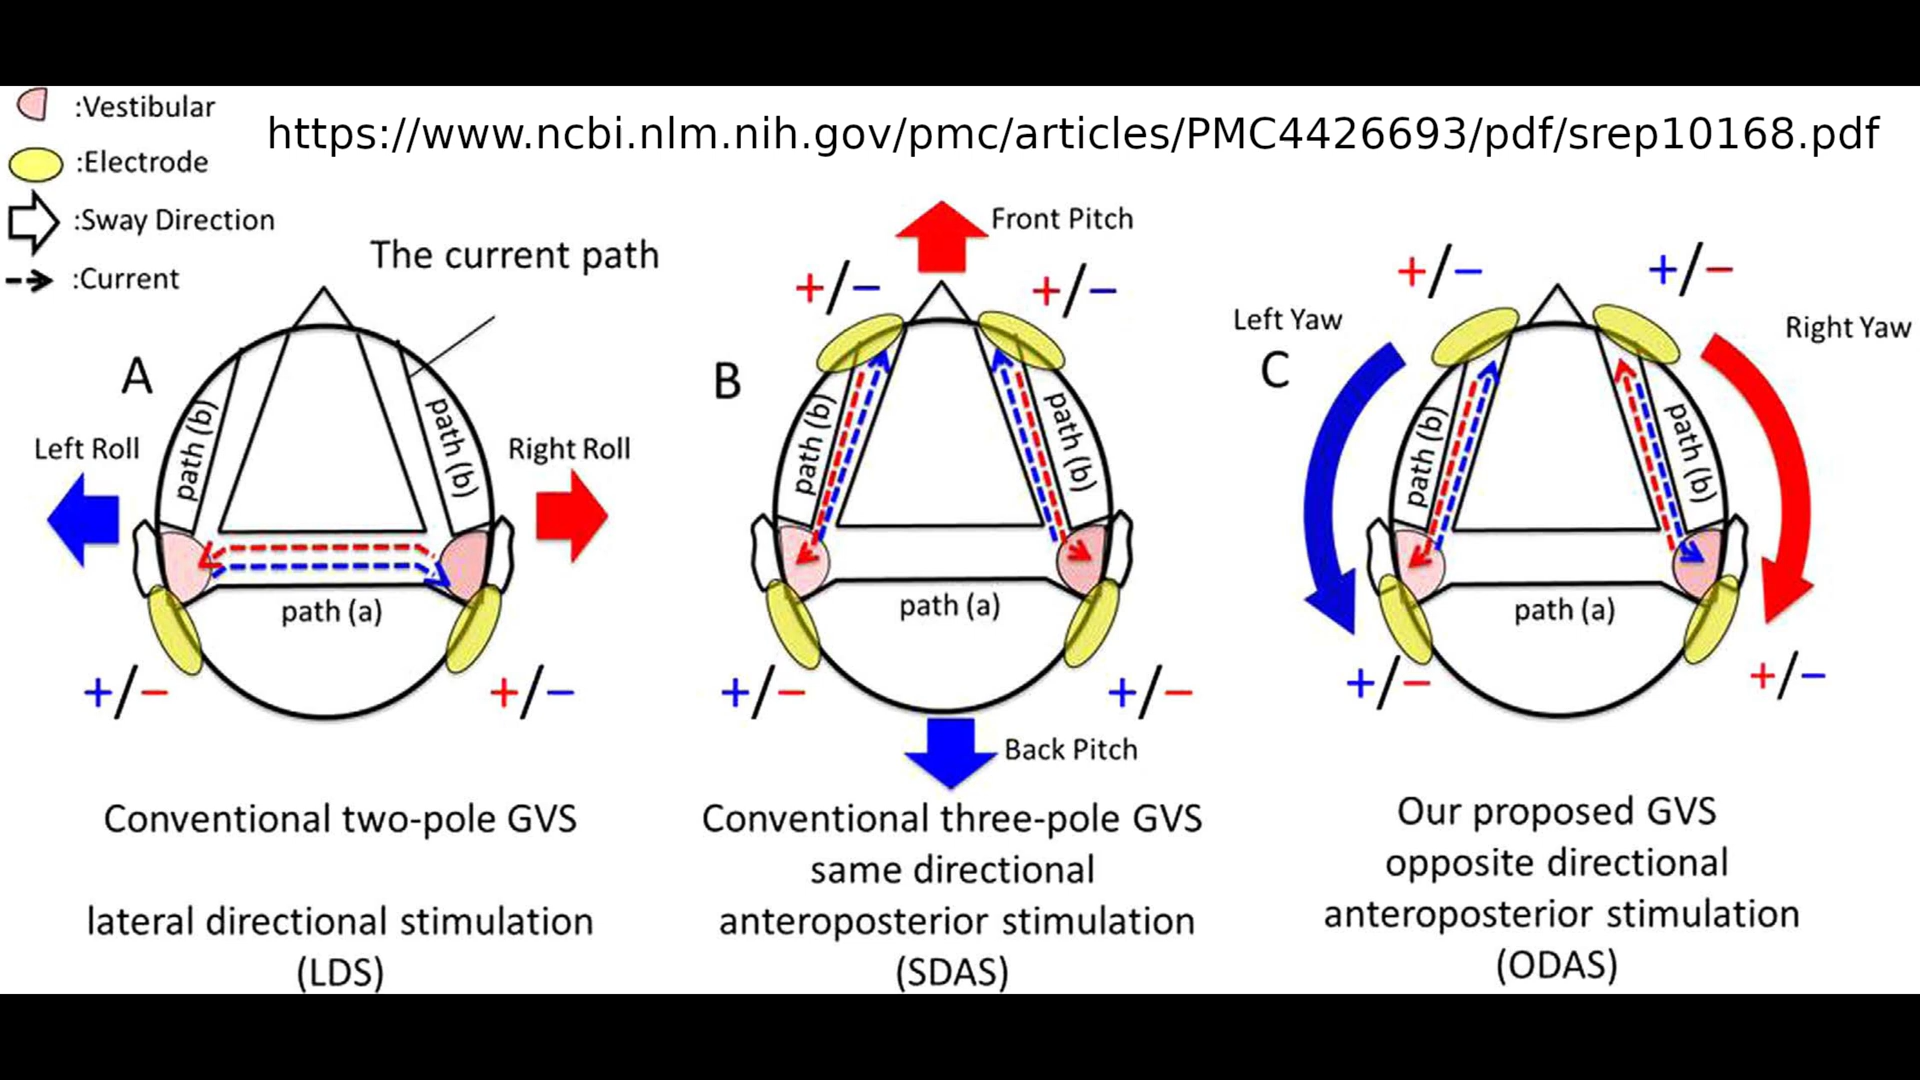 :Vestibular
https://www.ncbi.nlm.nih.gov/pmc/articles/PMC4426693/pdf/srep10168.pdf
:Electrode
:Sway Direction
:Current
The current path
A
path (b)
path (b)
Left Roll
Right Roll
path (a)
+/−
+/−
Conventional two-pole GVS
lateral directional stimulation
(LDS)
Front Pitch
+/−
+/−
B
path (b)
path (b)
path (a)
+/−
+/−
Back Pitch
Conventional three-pole GVS
same directional
anteroposterior stimulation
(SDAS)
+/−
+/−
Left Yaw
Right Yaw
C
path (b)
path (b)
path (a)
+/−
+/−
Our proposed GVS
opposite directional
anteroposterior stimulation
(ODAS)